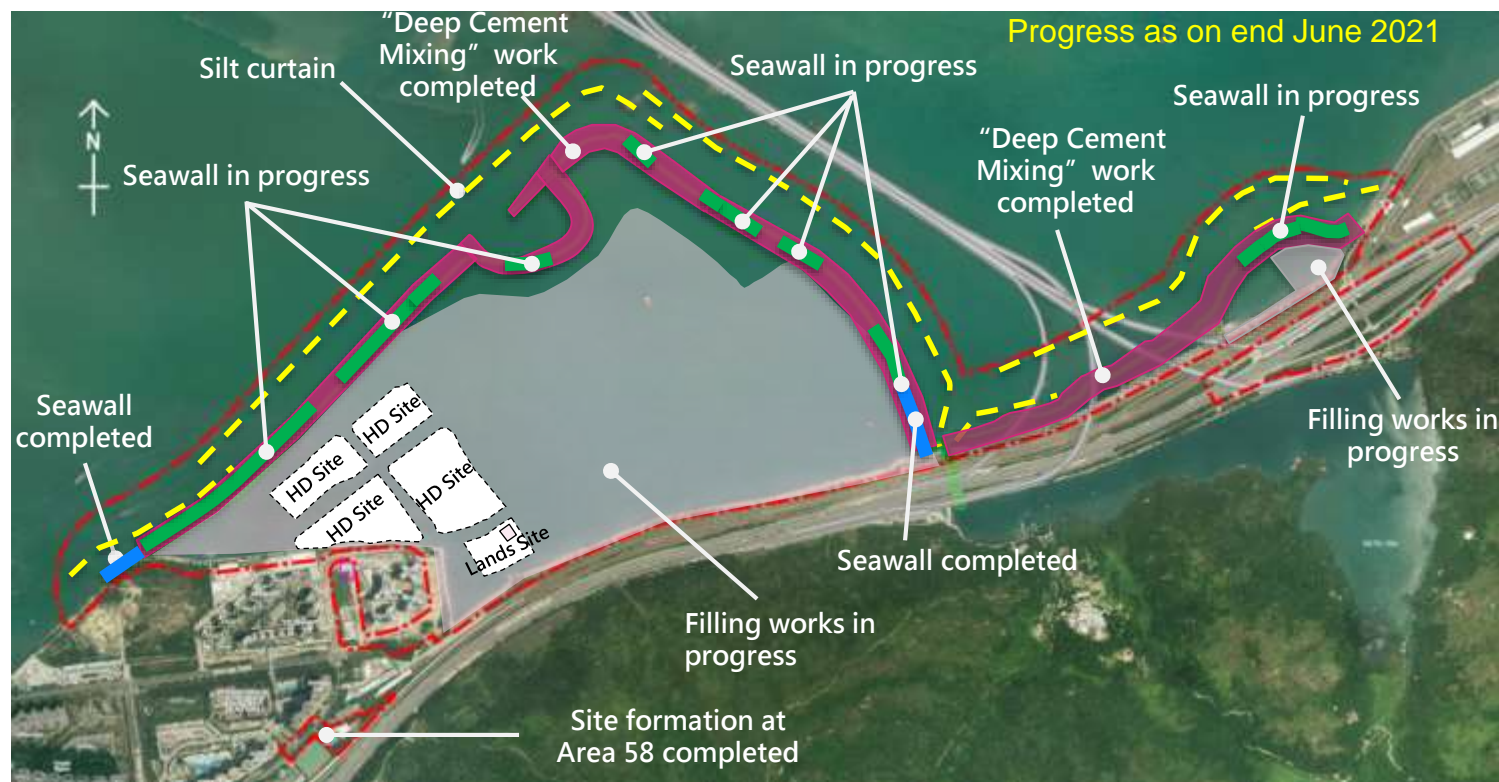 Progress as on end June 2021
“Deep Cement
Mixing” work
completed
Silt curtain
Seawall in progress
Seawall in progress
“Deep Cement
Mixing” work
completed
N
Seawall in progress
Seawall
completed
HD Site
HD Site
HD Site
HD Site
Lands Site
Filling works in
progress
Seawall completed
Filling works in
progress
Site formation at
Area 58 completed